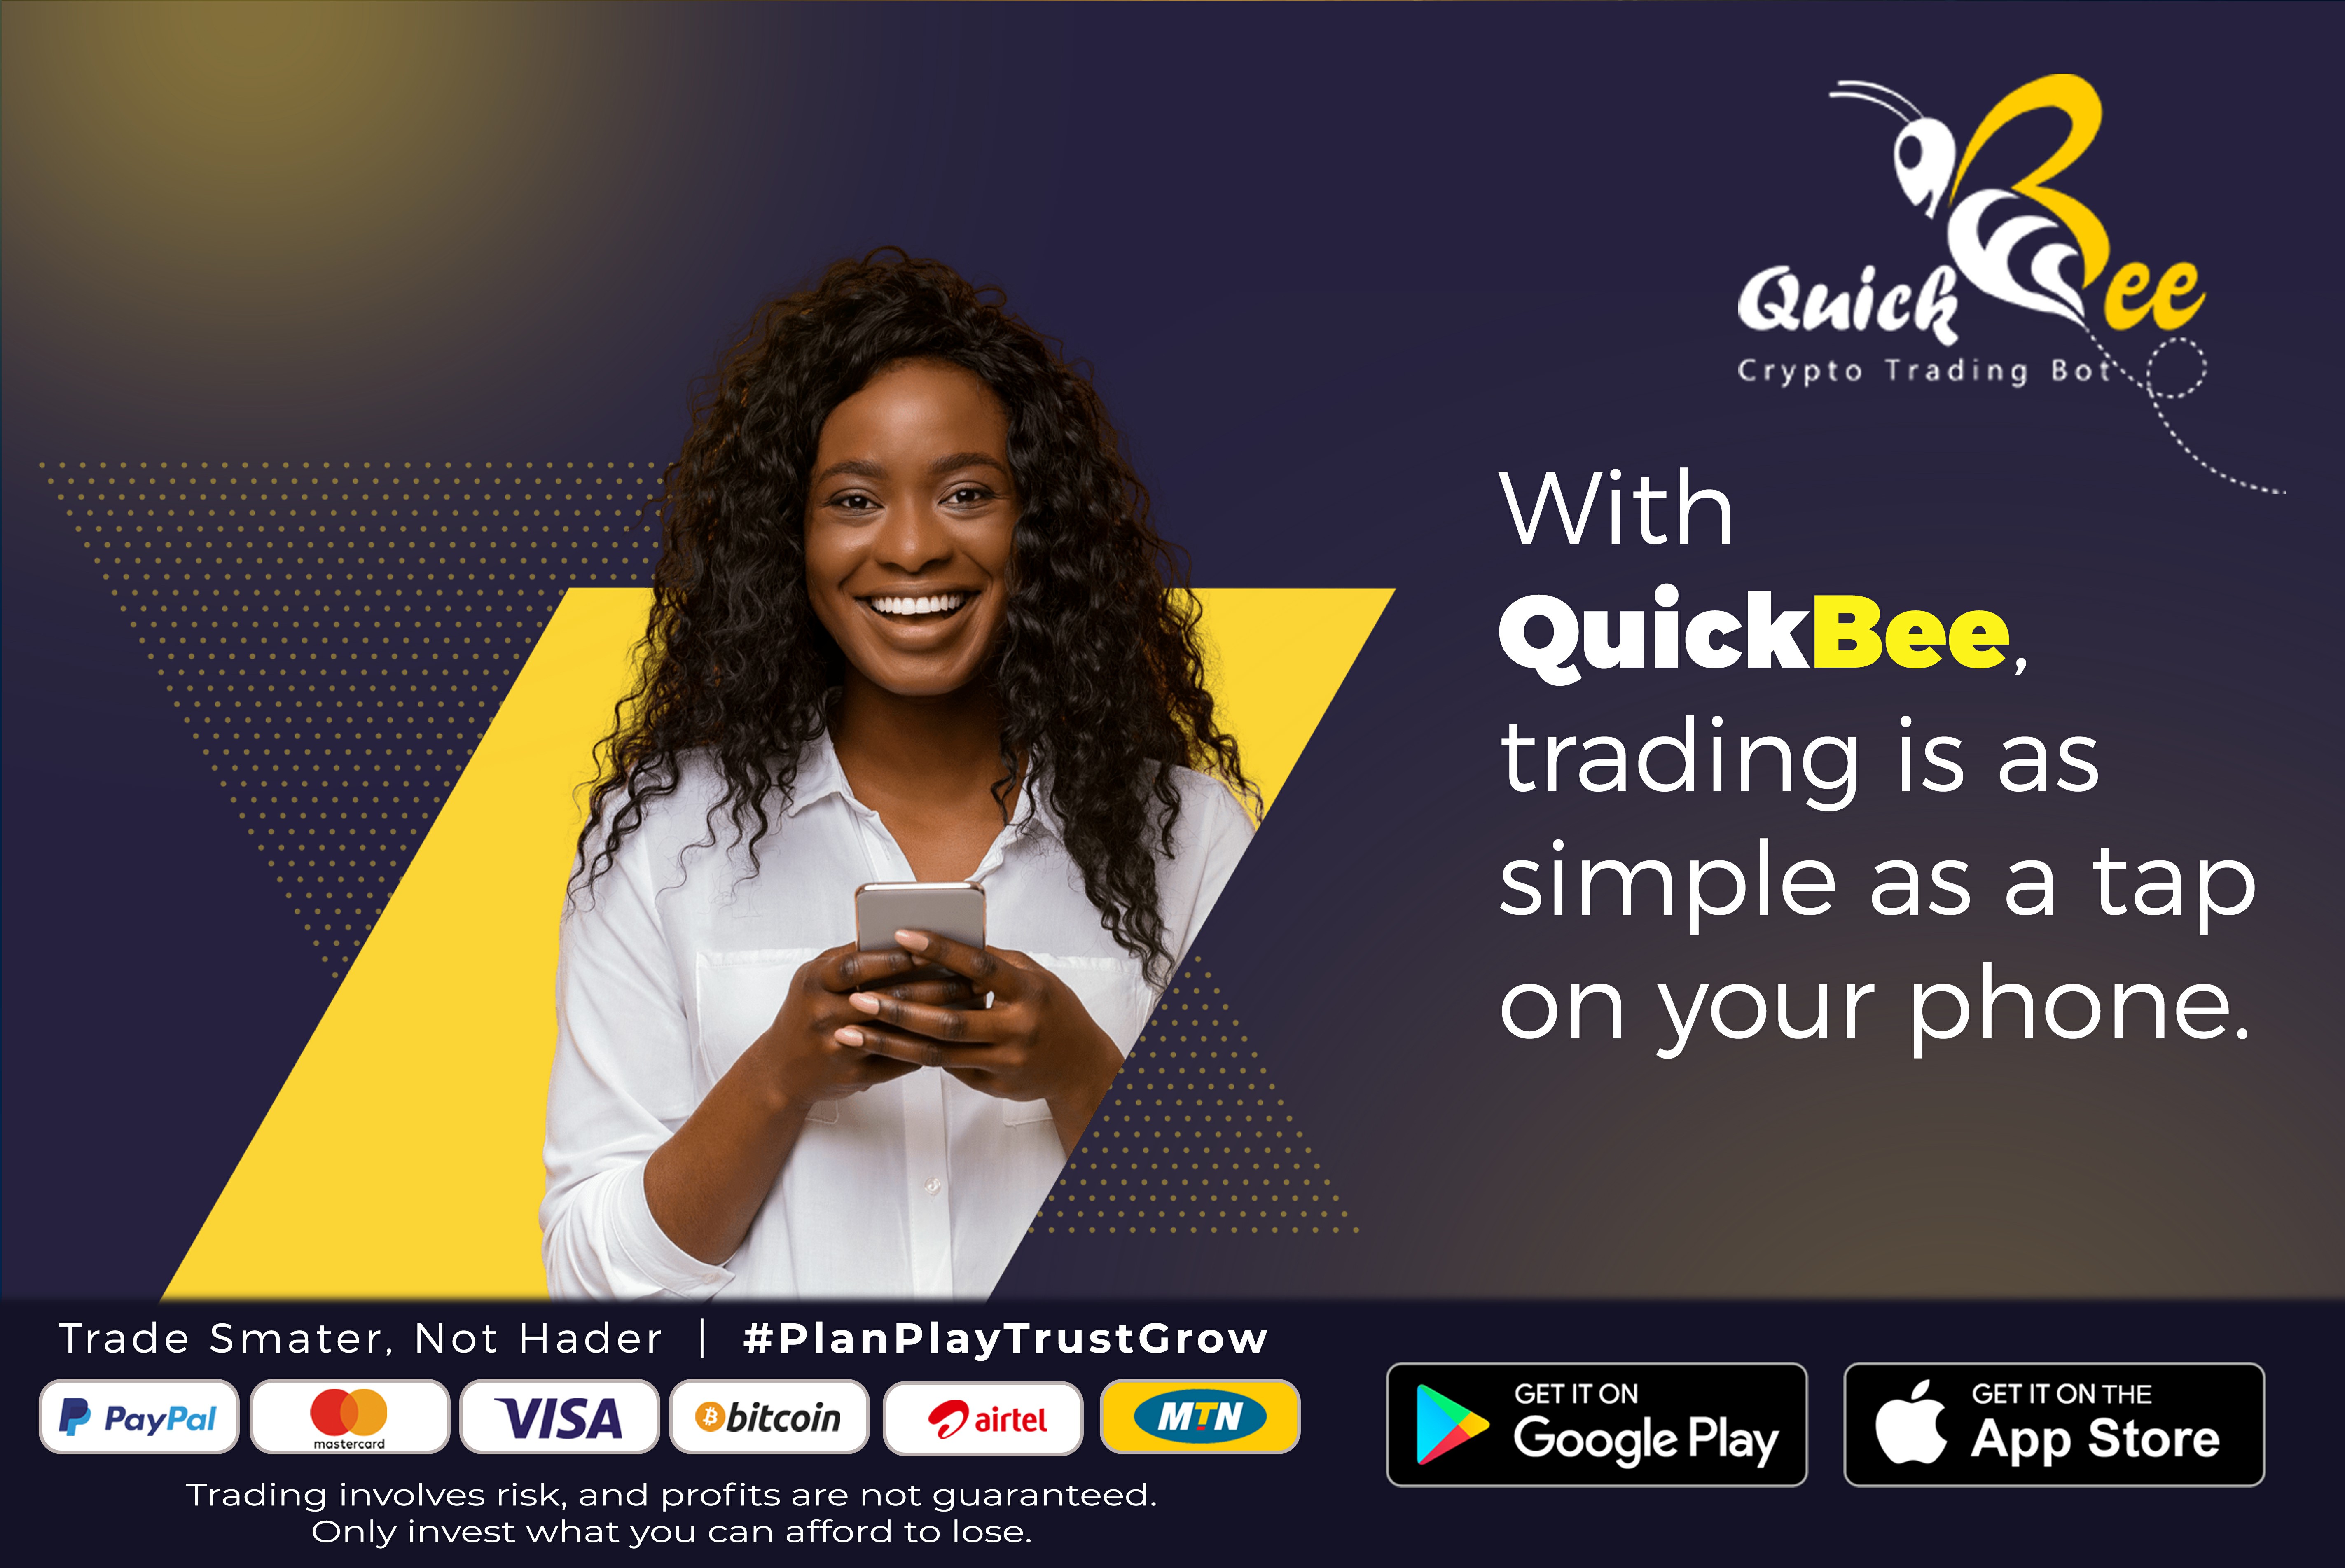 QuickBee
Crypto Trading Bot
With
QuickBee,
trading is as
simple as a tap
on your phone.
Trade Smater, Not Hader | #PlanPlayTrustGrow
PayPal mastercard VISA bitcoin airtel MTN
Trading involves risk, and profits are not guaranteed.
Only invest what you can afford to lose.
GET IT ON
Google Play
GET IT ON THE
App Store